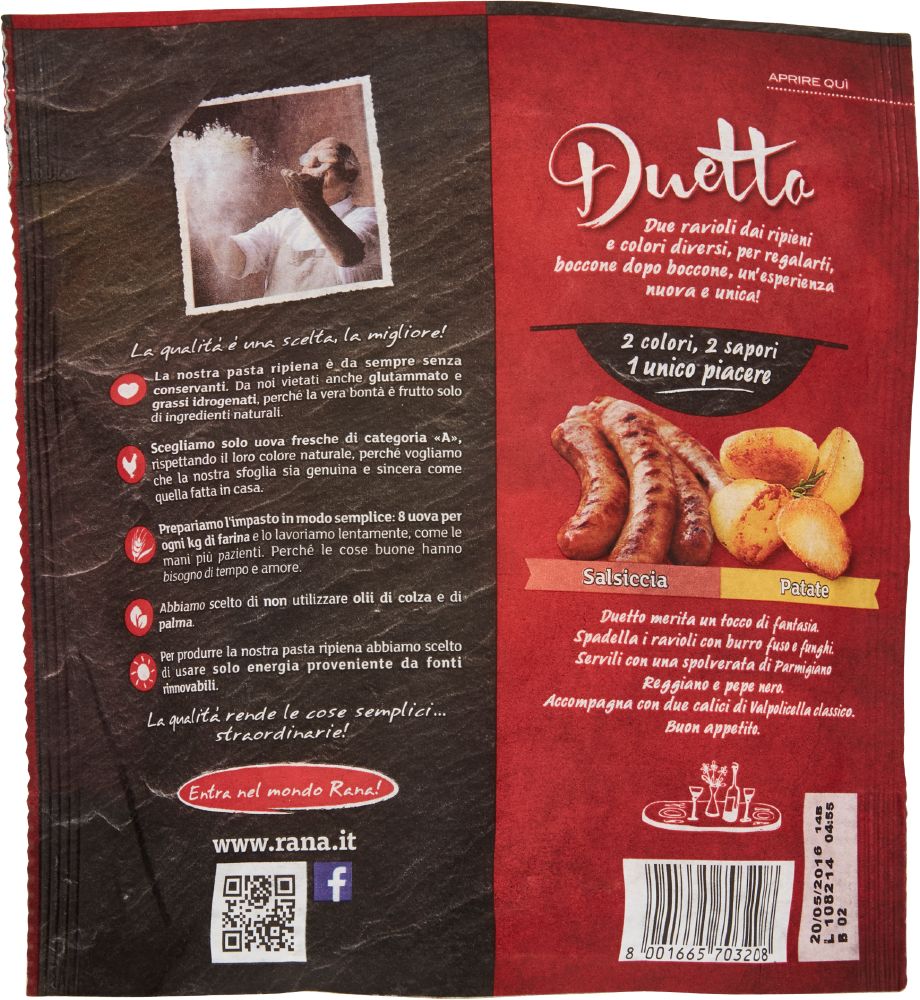 La qualità è una scelta, la migliore!
La nostra pasta ripiena è da sempre senza
conservanti. Da noi vietati anche glutammato e
grassi idrogenati, perché la vera bontà è frutto solo
di ingredienti naturali.
Scegliamo solo uova fresche di categoria «A»,
rispettando il loro colore naturale, perché vogliamo
che la nostra sfoglia sia genuina e sincera come
quella fatta in casa.
Prepariamo l'impasto in modo semplice: 8 uova per
ogni kg di farina e lo lavoriamo lentamente, come le
mani più pazienti. Perché le cose buone hanno
bisogno di tempo e amore.
Abbiamo scelto di non utilizzare olii di colza e di
palma.
Per produrre la nostra pasta ripiena abbiamo scelto
di usare solo energia proveniente da fonti
rinnovabili.
La qualità rende le cose semplici...
straordinarie!
Entra nel mondo Rana!
www.rana.it
f
APRIRE QUÌ
Duetto
Due ravioli dai ripieni
e colori diversi, per regalarti,
boccone dopo boccone, un'esperienza
nuova e unica!
2 colori, 2 sapori
1 unico piacere
Salsiccia
Patate
Duetto merita un tocco di fantasia.
Spadella i ravioli con burro fuso e funghi.
Servili con una spolverata di Parmigiano
Reggiano e pepe nero.
Accompagna con due calici di Valpolicella classico.
Buon appetito.
8 001665 703208
20/05/2016 145
L 108214 04:55
B 02